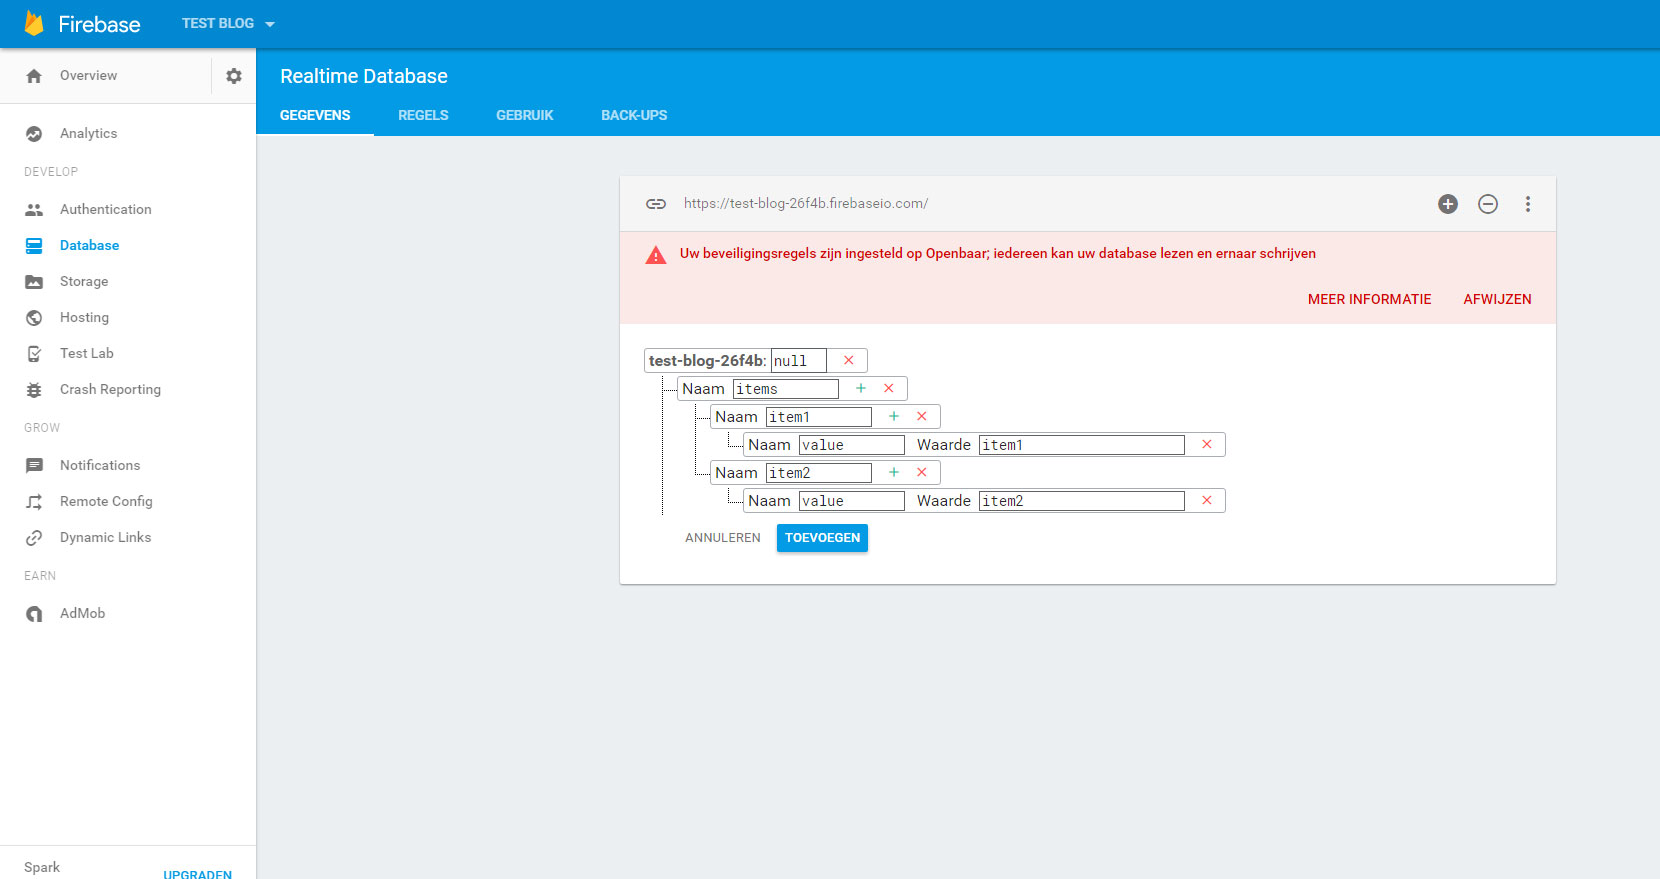 Firebase
TEST BLOG
Overview
Analytics
DEVELOP
Authentication
Database
Storage
Hosting
Test Lab
Crash Reporting
GROW
Notifications
Remote Config
Dynamic Links
EARN
AdMob
Spark
UPGRADEN
Realtime Database
GEGEVENS REGELS GEBRUIK BACK-UPS
https://test-blog-26f4b.firebaseio.com/
Uw beveiligingsregels zijn ingesteld op Openbaar; iedereen kan uw database lezen en ernaar schrijven
MEER INFORMATIE AFWIJZEN
test-blog-26f4b: null
Naam items
Naam item1
Naam value Waarde item1
Naam item2
Naam value Waarde item2
ANNULEREN TOEVOEGEN